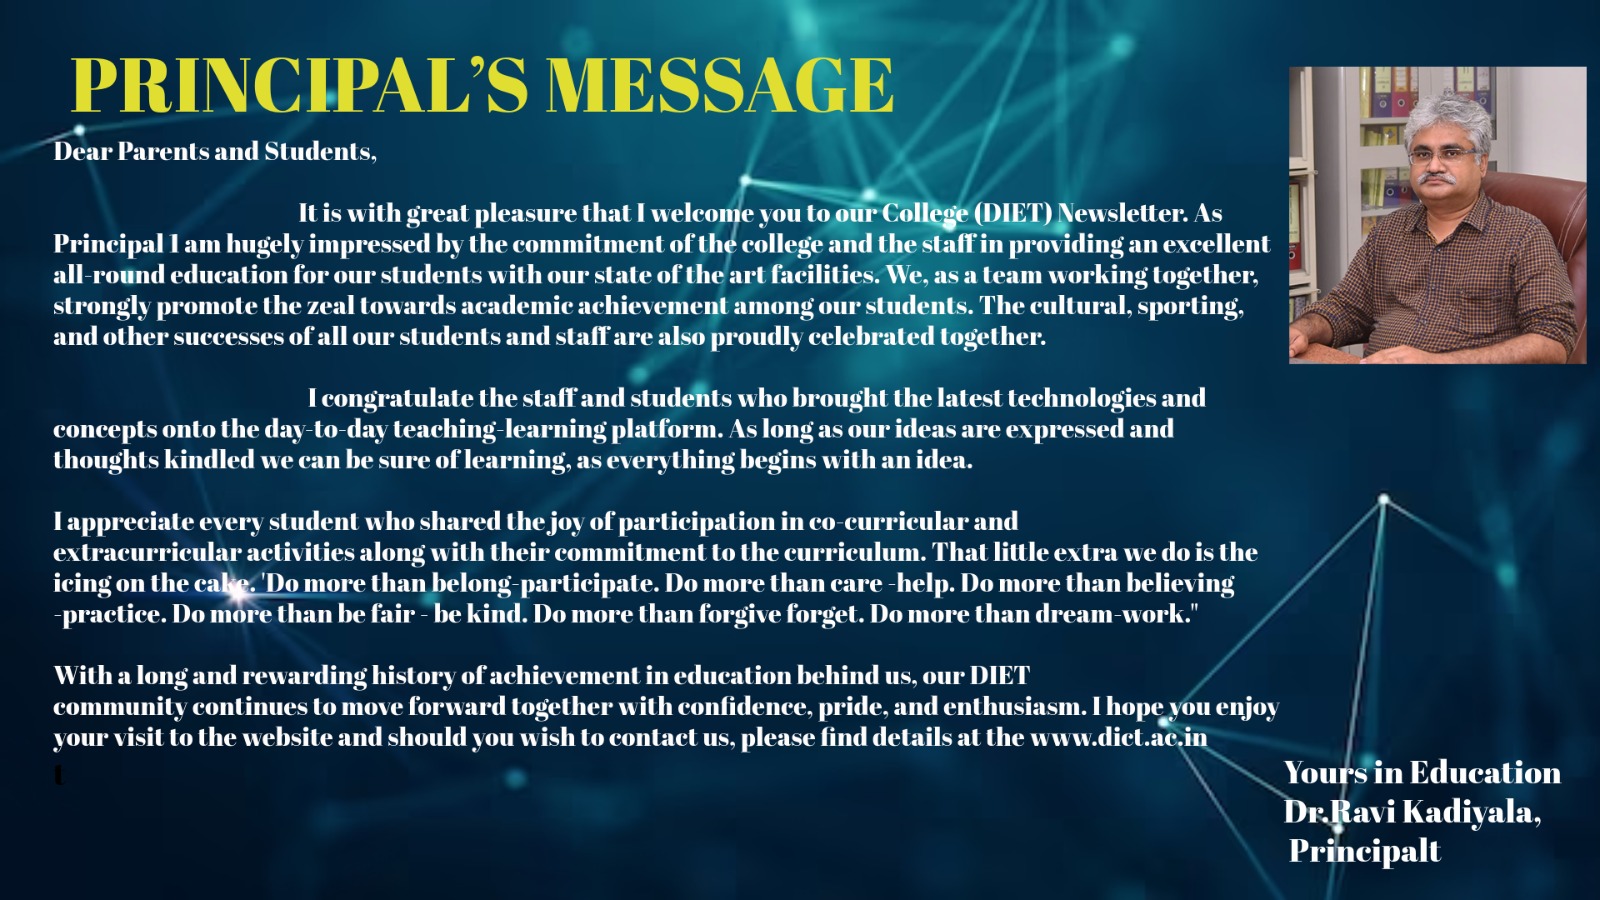 PRINCIPAL’S MESSAGE
Dear Parents and Students,
It is with great pleasure that I welcome you to our College (DIET) Newsletter. As
Principal 1 am hugely impressed by the commitment of the college and the staff in providing an excellent
all-round education for our students with our state of the art facilities. We, as a team working together,
strongly promote the zeal towards academic achievement among our students. The cultural, sporting,
and other successes of all our students and staff are also proudly celebrated together.
I congratulate the staff and students who brought the latest technologies and
concepts onto the day-to-day teaching-learning platform. As long as our ideas are expressed and
thoughts kindled we can be sure of learning, as everything begins with an idea.
I appreciate every student who shared the joy of participation in co-curricular and
extracurricular activities along with their commitment to the curriculum. That little extra we do is the
icing on the cake. 'Do more than belong-participate. Do more than care -help. Do more than believing
-practice. Do more than be fair - be kind. Do more than forgive forget. Do more than dream-work."
With a long and rewarding history of achievement in education behind us, our DIET
community continues to move forward together with confidence, pride, and enthusiasm. I hope you enjoy
your visit to the website and should you wish to contact us, please find details at the www.dict.ac.in
t
Yours in Education
Dr.Ravi Kadiyala,
Principalt